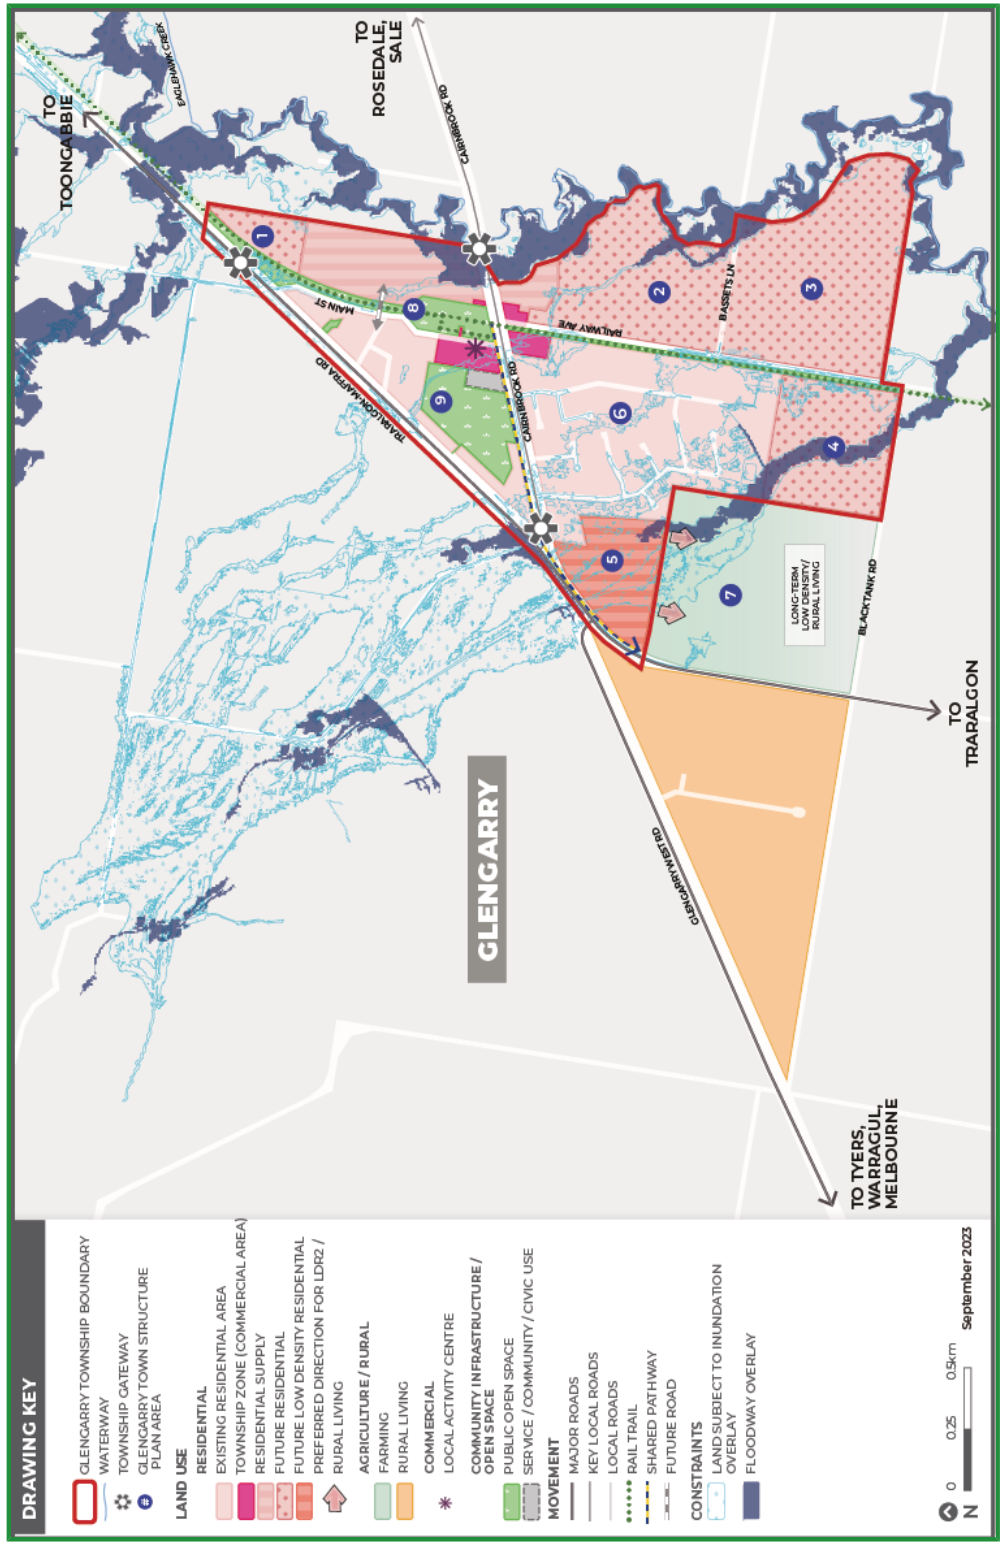 DRAWING KEY
GLENGARRY TOWNSHIP BOUNDARY
WATERWAY
TOWNSHIP GATEWAY
#
GLENGARRY TOWN STRUCTURE
PLAN AREA
LAND USE
RESIDENTIAL
EXISTING RESIDENTIAL AREA
TOWNSHIP ZONE (COMMERCIAL AREA)
RESIDENTIAL SUPPLY
FUTURE RESIDENTIAL
FUTURE LOW DENSITY RESIDENTIAL
PREFERRED DIRECTION FOR LDR2 /
RURAL LIVING
AGRICULTURE / RURAL
FARMING
RURAL LIVING
COMMERCIAL
LOCAL ACTIVITY CENTRE
COMMUNITY INFRASTRUCTURE /
OPEN SPACE
PUBLIC OPEN SPACE
SERVICE / COMMUNITY / CIVIC USE
MOVEMENT
MAJOR ROADS
KEY LOCAL ROADS
LOCAL ROADS
RAIL TRAIL
SHARED PATHWAY
FUTURE ROAD
CONSTRAINTS
LAND SUBJECT TO INUNDATION
OVERLAY
FLOODWAY OVERLAY
N
0
0.25
0.5km
September 2023
TO
TOONGABBIE
EAGLEHAWK CREEK
TO
ROSEDALE,
SALE
CAIRNBROOK RD
1
MAIN ST
TRARALGON-MAFFRA RD
8
9
CAIRNBROOK RD
RAILWAY AVE
2
BASSETS LN
3
6
4
5
7
LONG-TERM
LOW DENSITY/
RURAL LIVING
BLACKTANK RD
TO
TRARALGON
GLENGARRY
GLENGARRY WEST RD
TO TYERS,
WARRAGUL,
MELBOURNE